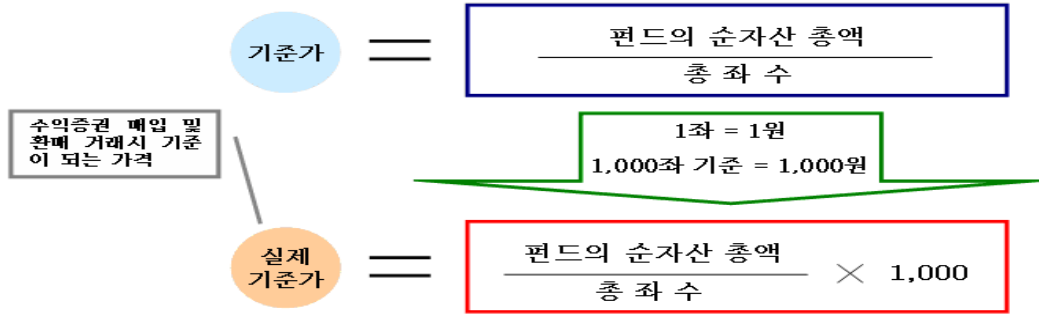 기준가
펀드의 순자산 총액
총 좌 수
수익증권 매입 및
환매 거래시 기준
이 되는 가격
1좌 = 1원
1,000좌 기준 = 1,000원
실제
기준가
펀드의 순자산 총액
총 좌 수
× 1,000